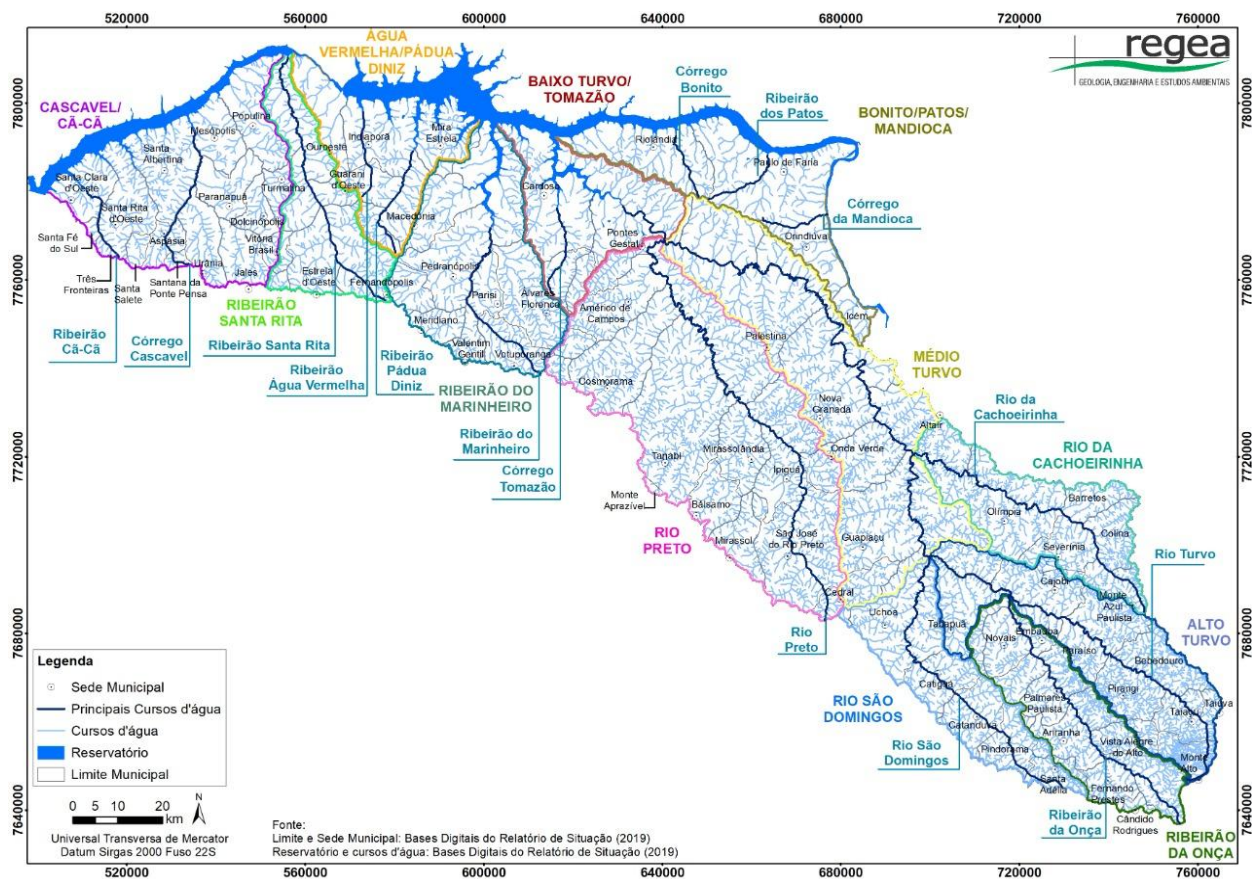 520000
560000
600000
640000
680000
720000
760000
7800000
7760000
7720000
7680000
7640000
7800000
7760000
7720000
7680000
7640000
regea
GEOLOGIA, ENGENHARIA E ESTUDOS AMBIENTAIS
ÁGUA
VERMELHA/PÁDUA
DINIZ
BAIXO TURVO/
TOMAZÃO
Córrego
Bonito
Ribeirão
dos Patos
BONITO/PATOS/
MANDIOCA
CASCAVEL/
CÃ-CÃ
Populina
Mesópolis
Santa
Albertina
Ouroeste
Indiaporã
Mira
Estrela
Riolândia
Paulo de Faria
Santa Clara
d'Oeste
Santa Rita
d'Oeste
Paranapuã
Turmalina
Guarani
d'Oeste
Cardoso
Córrego
da Mandioca
Dolcinópolis
Macedônia
Santa Fé
do Sul
Aspásia
Vitória
Brasil
Pontes
Gestal
Orindiúva
Três
Fronteiras
Santa
Salete
Santana da
Ponte Pensa
Urânia
Jales
Estrela
d'Oeste
Fernandópolis
Pedranópolis
Parisi
Álvares
Florence
Américo de
Campos
Icém
RIBEIRÃO
SANTA RITA
Meridiano
Valentim
Gentil
Votuporanga
Palestina
MÉDIO
TURVO
Ribeirão
Cã-Cã
Córrego
Cascavel
Ribeirão Santa Rita
Ribeirão
Água Vermelha
Ribeirão
Pádua
Diniz
RIBEIRÃO DO
MARINHEIRO
Cosmorama
Nova
Granada
Altair
Rio da
Cachoeirinha
Ribeirão do
Marinheiro
Córrego
Tomazão
Tanabi
Mirassolândia
Ipiguá
Onda Verde
RIO DA
CACHOEIRINHA
Monte
Aprazível
Bálsamo
Barretos
Olímpia
Colina
RIO
PRETO
Mirassol
São José
do Rio Preto
Guapiaçu
Severínia
Rio Turvo
Cedral
Uchoa
Cajobi
Monte
Azul
Paulista
Rio
Preto
Tabapuã
Novais
Embaúba
Paraíso
Bebedouro
ALTO
TURVO
RIO SÃO
DOMINGOS
Catiguá
Palmares
Paulista
Pirangi
Taiaçu
Taiúva
Catanduva
Ariranha
Vista Alegre
do Alto
Monte
Alto
Rio São
Domingos
Pindorama
Santa
Adélia
Fernando
Prestes
Cândido
Rodrigues
Ribeirão
da Onça
RIBEIRÃO
DA ONÇA
Legenda
Sede Municipal
Principais Cursos d'água
Cursos d'água
Reservatório
Limite Municipal
0 5 10 20
km
N
Universal Transversa de Mercator
Datum Sirgas 2000 Fuso 22S
Fonte:
Limite e Sede Municipal: Bases Digitais do Relatório de Situação (2019)
Reservatório e cursos d'água: Bases Digitais do Relatório de Situação (2019)
520000
560000
600000
640000
680000
720000
760000